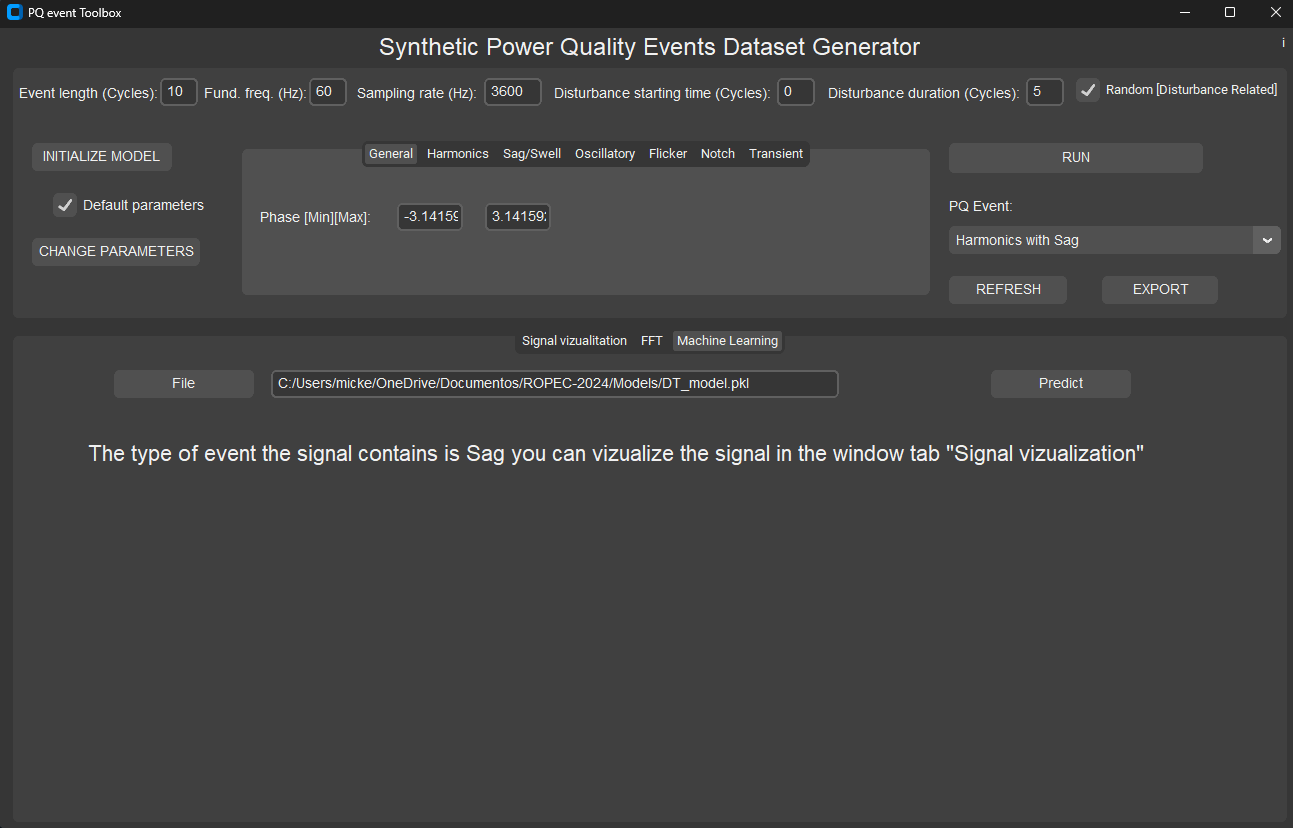 PQ event Toolbox
Synthetic Power Quality Events Dataset Generator
i
Event length (Cycles): 10 Fund. freq. (Hz): 60 Sampling rate (Hz): 3600 Disturbance starting time (Cycles): 0 Disturbance duration (Cycles): 5 Random [Disturbance Related]
INITIALIZE MODEL
Default parameters
CHANGE PARAMETERS
General Harmonics Sag/Swell Oscillatory Flicker Notch Transient
Phase [Min][Max]: -3.14159 3.141592
RUN
PQ Event:
Harmonics with Sag
REFRESH EXPORT
Signal vizualitation FFT Machine Learning
File C:/Users/micke/OneDrive/Documentos/ROPEC-2024/Models/DT_model.pkl Predict
The type of event the signal contains is Sag you can vizualize the signal in the window tab "Signal vizualization"